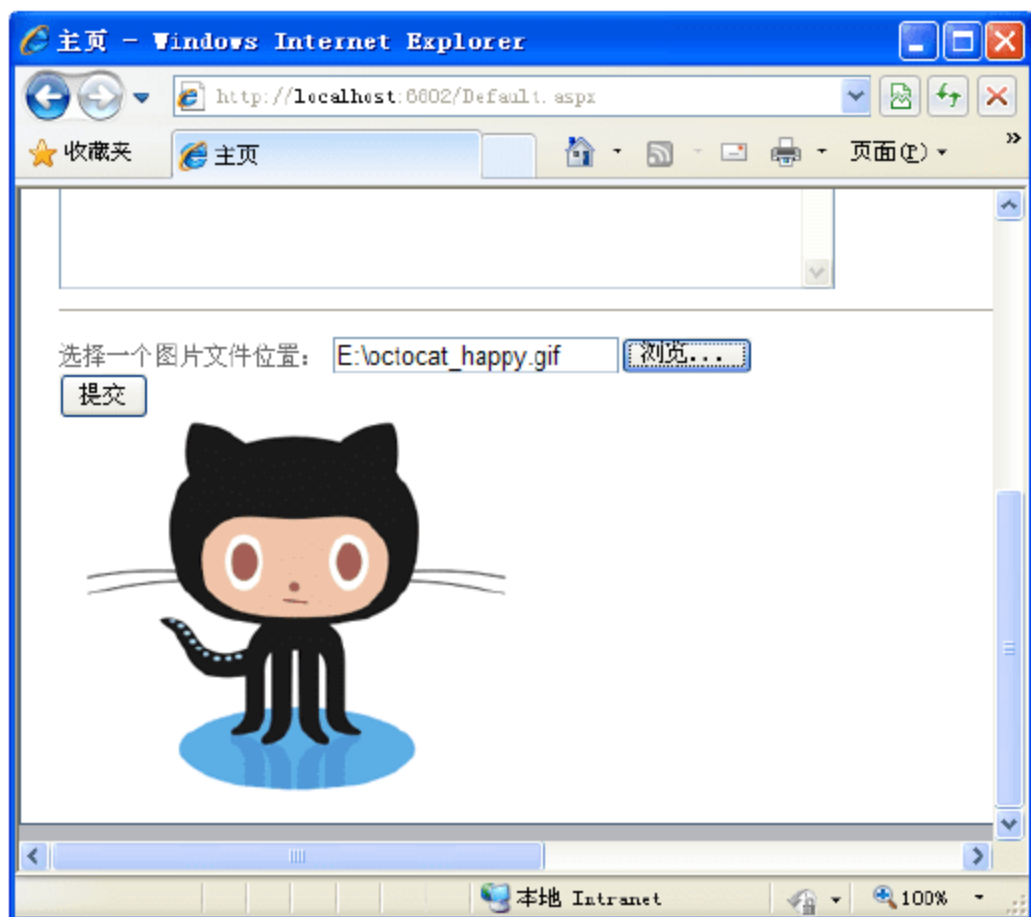 主页 - Windows Internet Explorer
http://localhost:6602/Default.aspx
收藏夹 主页 页面(P)
选择一个图片文件位置： E:\octocat_happy.gif 浏览...
提交
本地 Intranet 100%